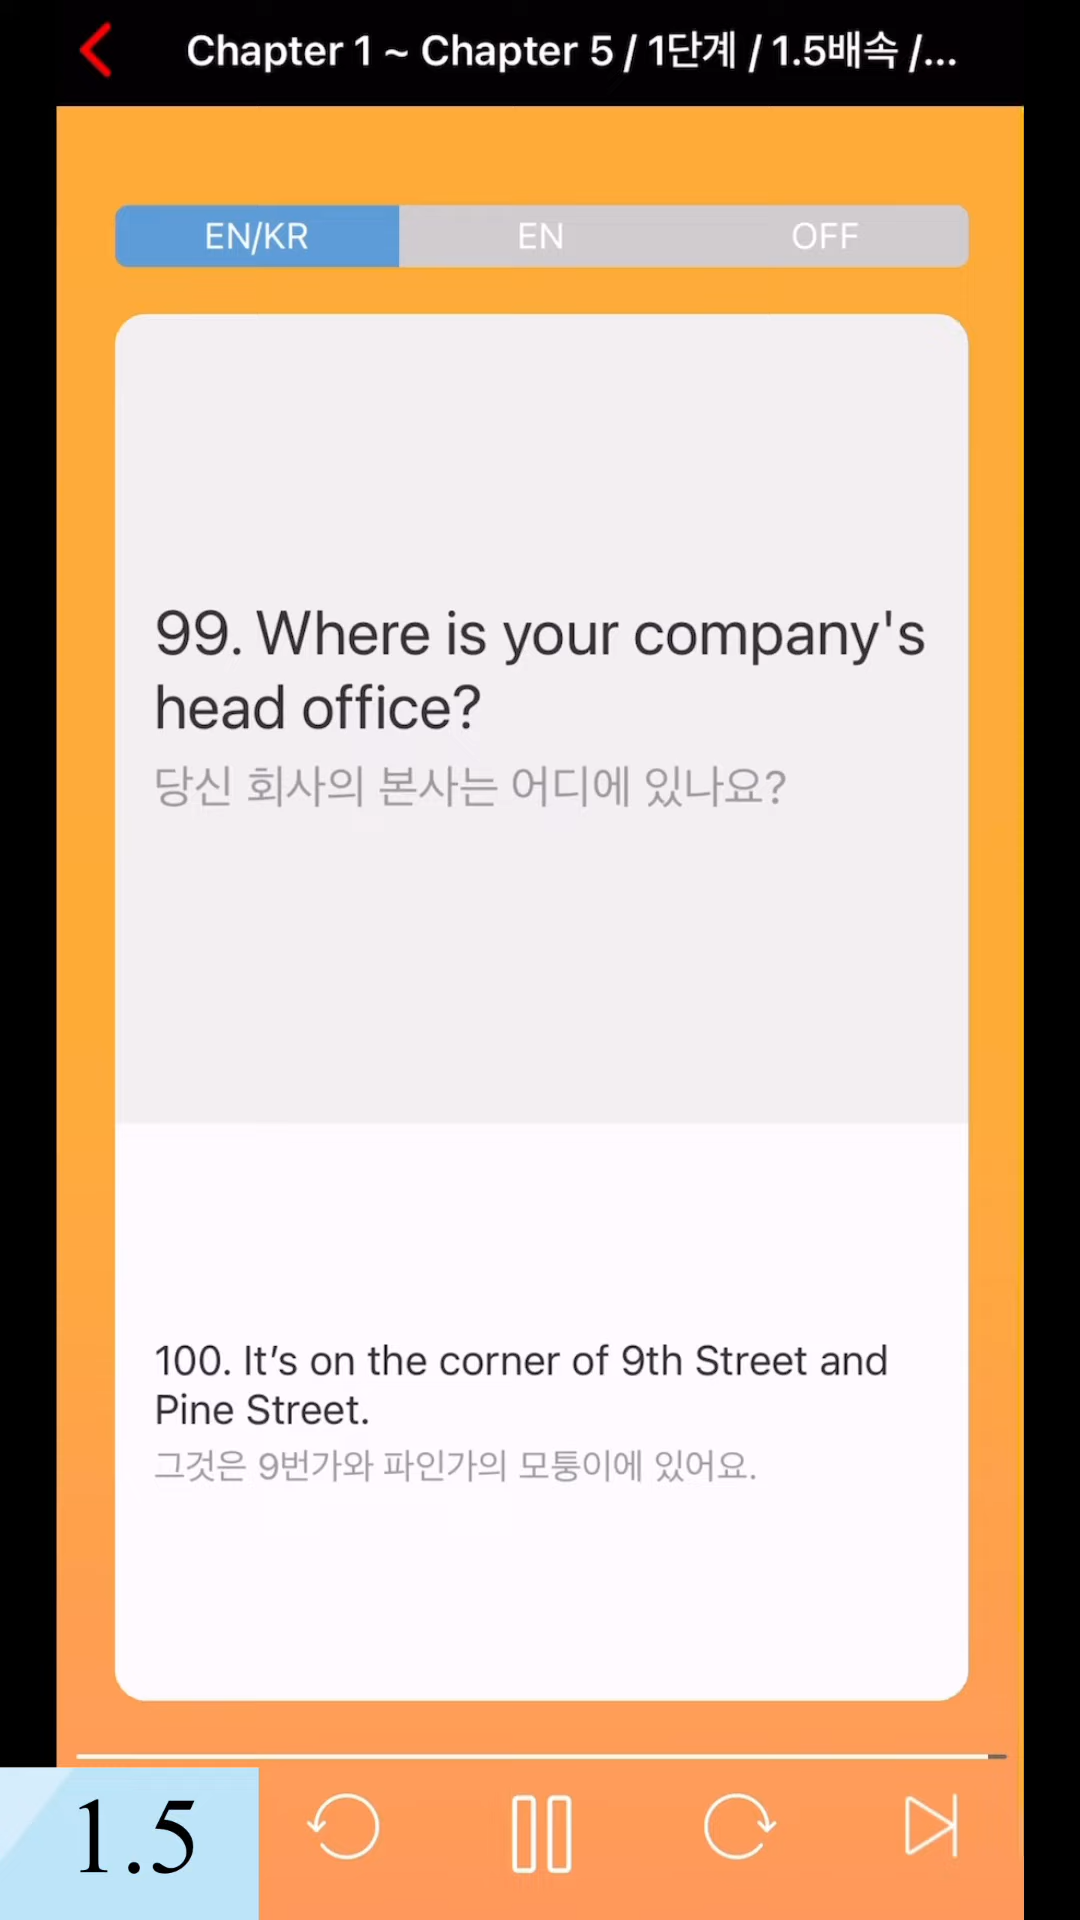 Chapter 1 ~ Chapter 5 / 1단계 / 1.5배속 /...
EN/KR EN OFF
99. Where is your company's
head office?
당신 회사의 본사는 어디에 있나요?
100. It’s on the corner of 9th Street and
Pine Street.
그것은 9번가와 파인가의 모퉁이에 있어요.
1.5